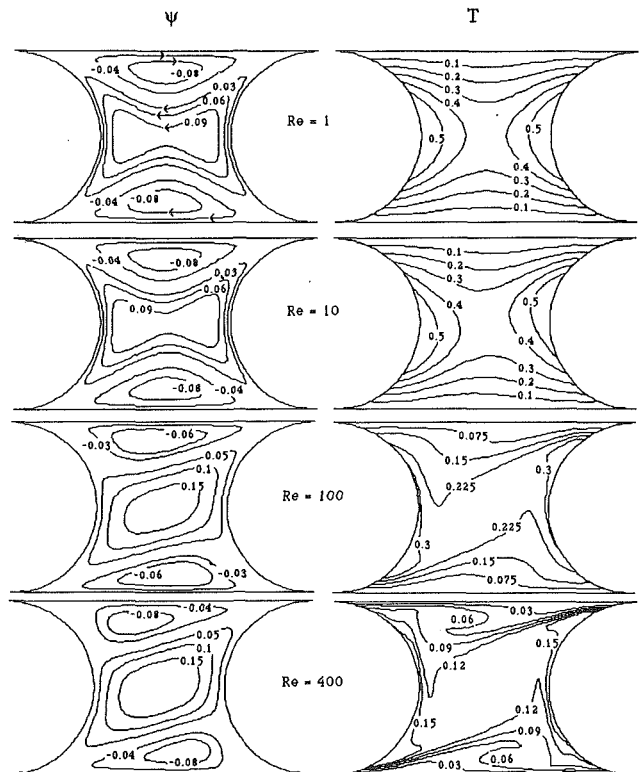 ψ T
-0.04 -0.08 0.03 0.1
0.06 0.2
0.3
0.4
0.09 Re = 1 0.5 0.5
0.4
0.3
-0.04 -0.08 0.2
0.1
-0.04 -0.08 0.03 0.1
0.06 0.2
0.3
0.09 Re = 10 0.4 0.5
0.5 0.4
0.3
-0.08 -0.04 0.2
0.1
-0.03 -0.06 0.05 0.075
0.1 0.15 0.3
0.15 0.225
Re = 100 0.225
0.3 0.15
-0.06 -0.03 0.075
-0.08 -0.04 0.03
0.05 0.06
0.1 0.09 0.15
0.15 0.12
Re = 400 0.12
0.15 0.09
-0.04 -0.08 0.03 0.06